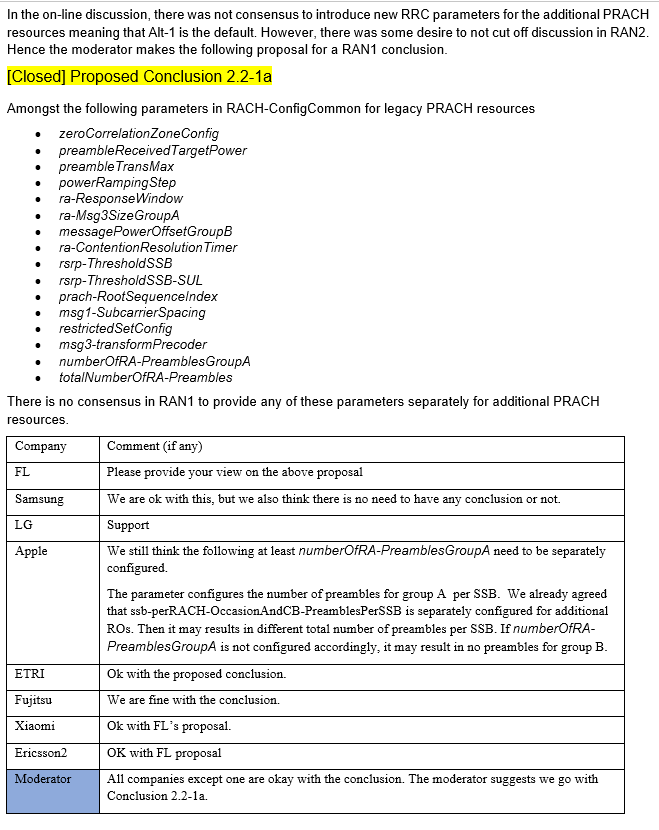 In the on-line discussion, there was not consensus to introduce new RRC parameters for the additional PRACH
resources meaning that Alt-1 is the default. However, there was some desire to not cut off discussion in RAN2.
Hence the moderator makes the following proposal for a RAN1 conclusion.
[Closed] Proposed Conclusion 2.2-1a
Amongst the following parameters in RACH-ConfigCommon for legacy PRACH resources
• zeroCorrelationZoneConfig
• preambleReceivedTargetPower
• preambleTransMax
• powerRampingStep
• ra-ResponseWindow
• ra-Msg3SizeGroupA
• messagePowerOffsetGroupB
• ra-ContentionResolutionTimer
• rsrp-ThresholdSSB
• rsrp-ThresholdSSB-SUL
• prach-RootSequenceIndex
• msg1-SubcarrierSpacing
• restrictedSetConfig
• msg3-transformPrecoder
• numberOfRA-PreamblesGroupA
• totalNumberOfRA-Preambles
There is no consensus in RAN1 to provide any of these parameters separately for additional PRACH
resources.
Company Comment (if any)
FL Please provide your view on the above proposal
Samsung We are ok with this, but we also think there is no need to have any conclusion or not.
LG Support
Apple We still think the following at least numberOfRA-PreamblesGroupA need to be separately
configured.
The parameter configures the number of preambles for group A per SSB. We already agreed
that ssb-perRACH-OccasionAndCB-PreamblesPerSSB is separately configured for additional
ROs. Then it may results in different total number of preambles per SSB. If numberOfRA-
PreamblesGroupA is not configured accordingly, it may result in no preambles for group B.
ETRI Ok with the proposed conclusion.
Fujitsu We are fine with the conclusion.
Xiaomi Ok with FL's proposal.
Ericsson2 OK with FL proposal
Moderator All companies except one are okay with the conclusion. The moderator suggests we go with
Conclusion 2.2-1a.